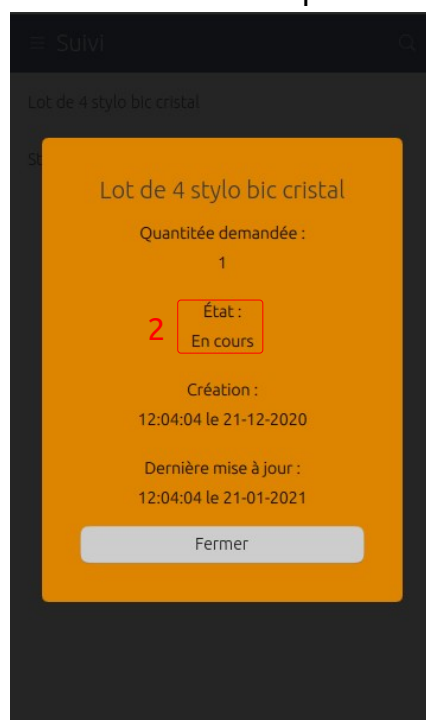 Suivi
Lot de 4 stylo bic cristal
St
Lot de 4 stylo bic cristal
Quantitée demandée :
1
2
État :
En cours
Création :
12:04:04 le 21-12-2020
Dernière mise à jour :
12:04:04 le 21-01-2021
Fermer